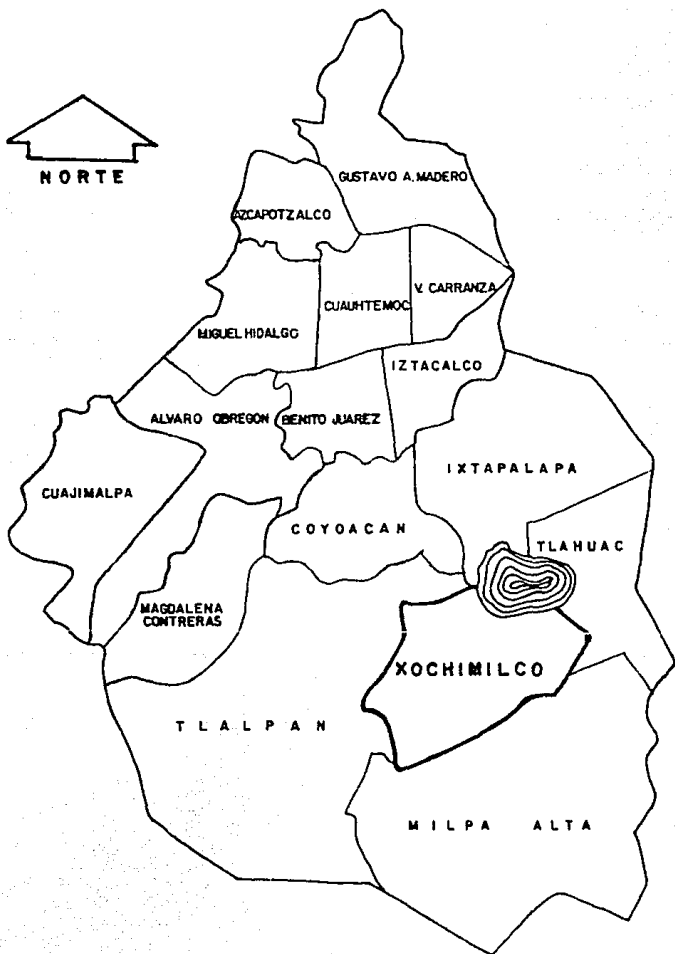 NORTE
GUSTAVO A. MADERO
AZCAPOTZALCO
V. CARRANZA
CUAUHTEMOC
MIGUEL HIDALGO
IZTACALCO
ALVARO OBREGON
BENITO JUAREZ
IXTAPALAPA
CUAJIMALPA
COYOACAN
TLAHUAC
MAGDALENA
CONTRERAS
XOCHIMILCO
TLALPAN
MILPA ALTA